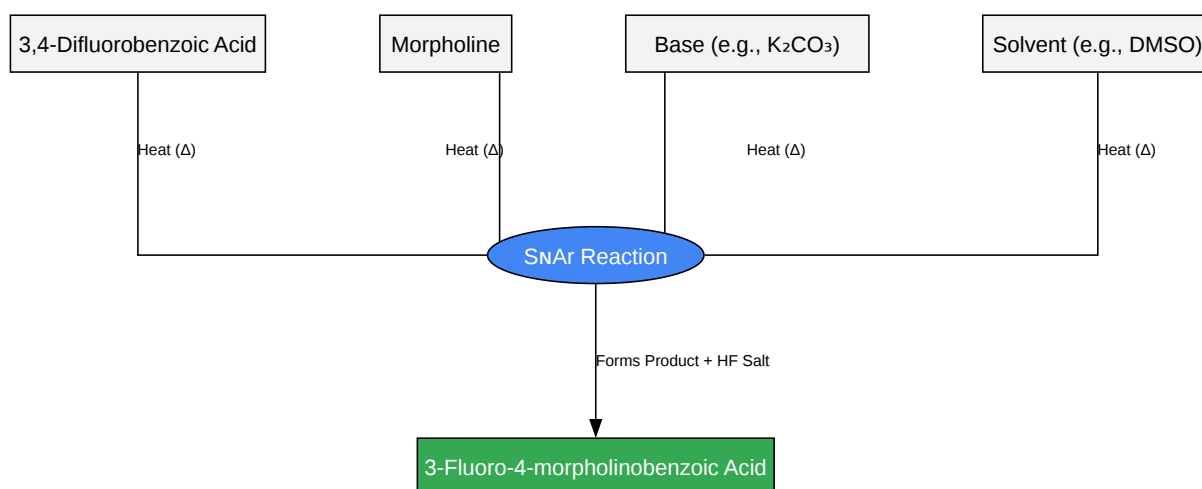 3,4-Difluorobenzoic Acid
Morpholine
Base (e.g., K₂CO₃)
Solvent (e.g., DMSO)
Heat (Δ)
Heat (Δ)
Heat (Δ)
Heat (Δ)
SɴAr Reaction
Forms Product + HF Salt
3-Fluoro-4-morpholinobenzoic Acid